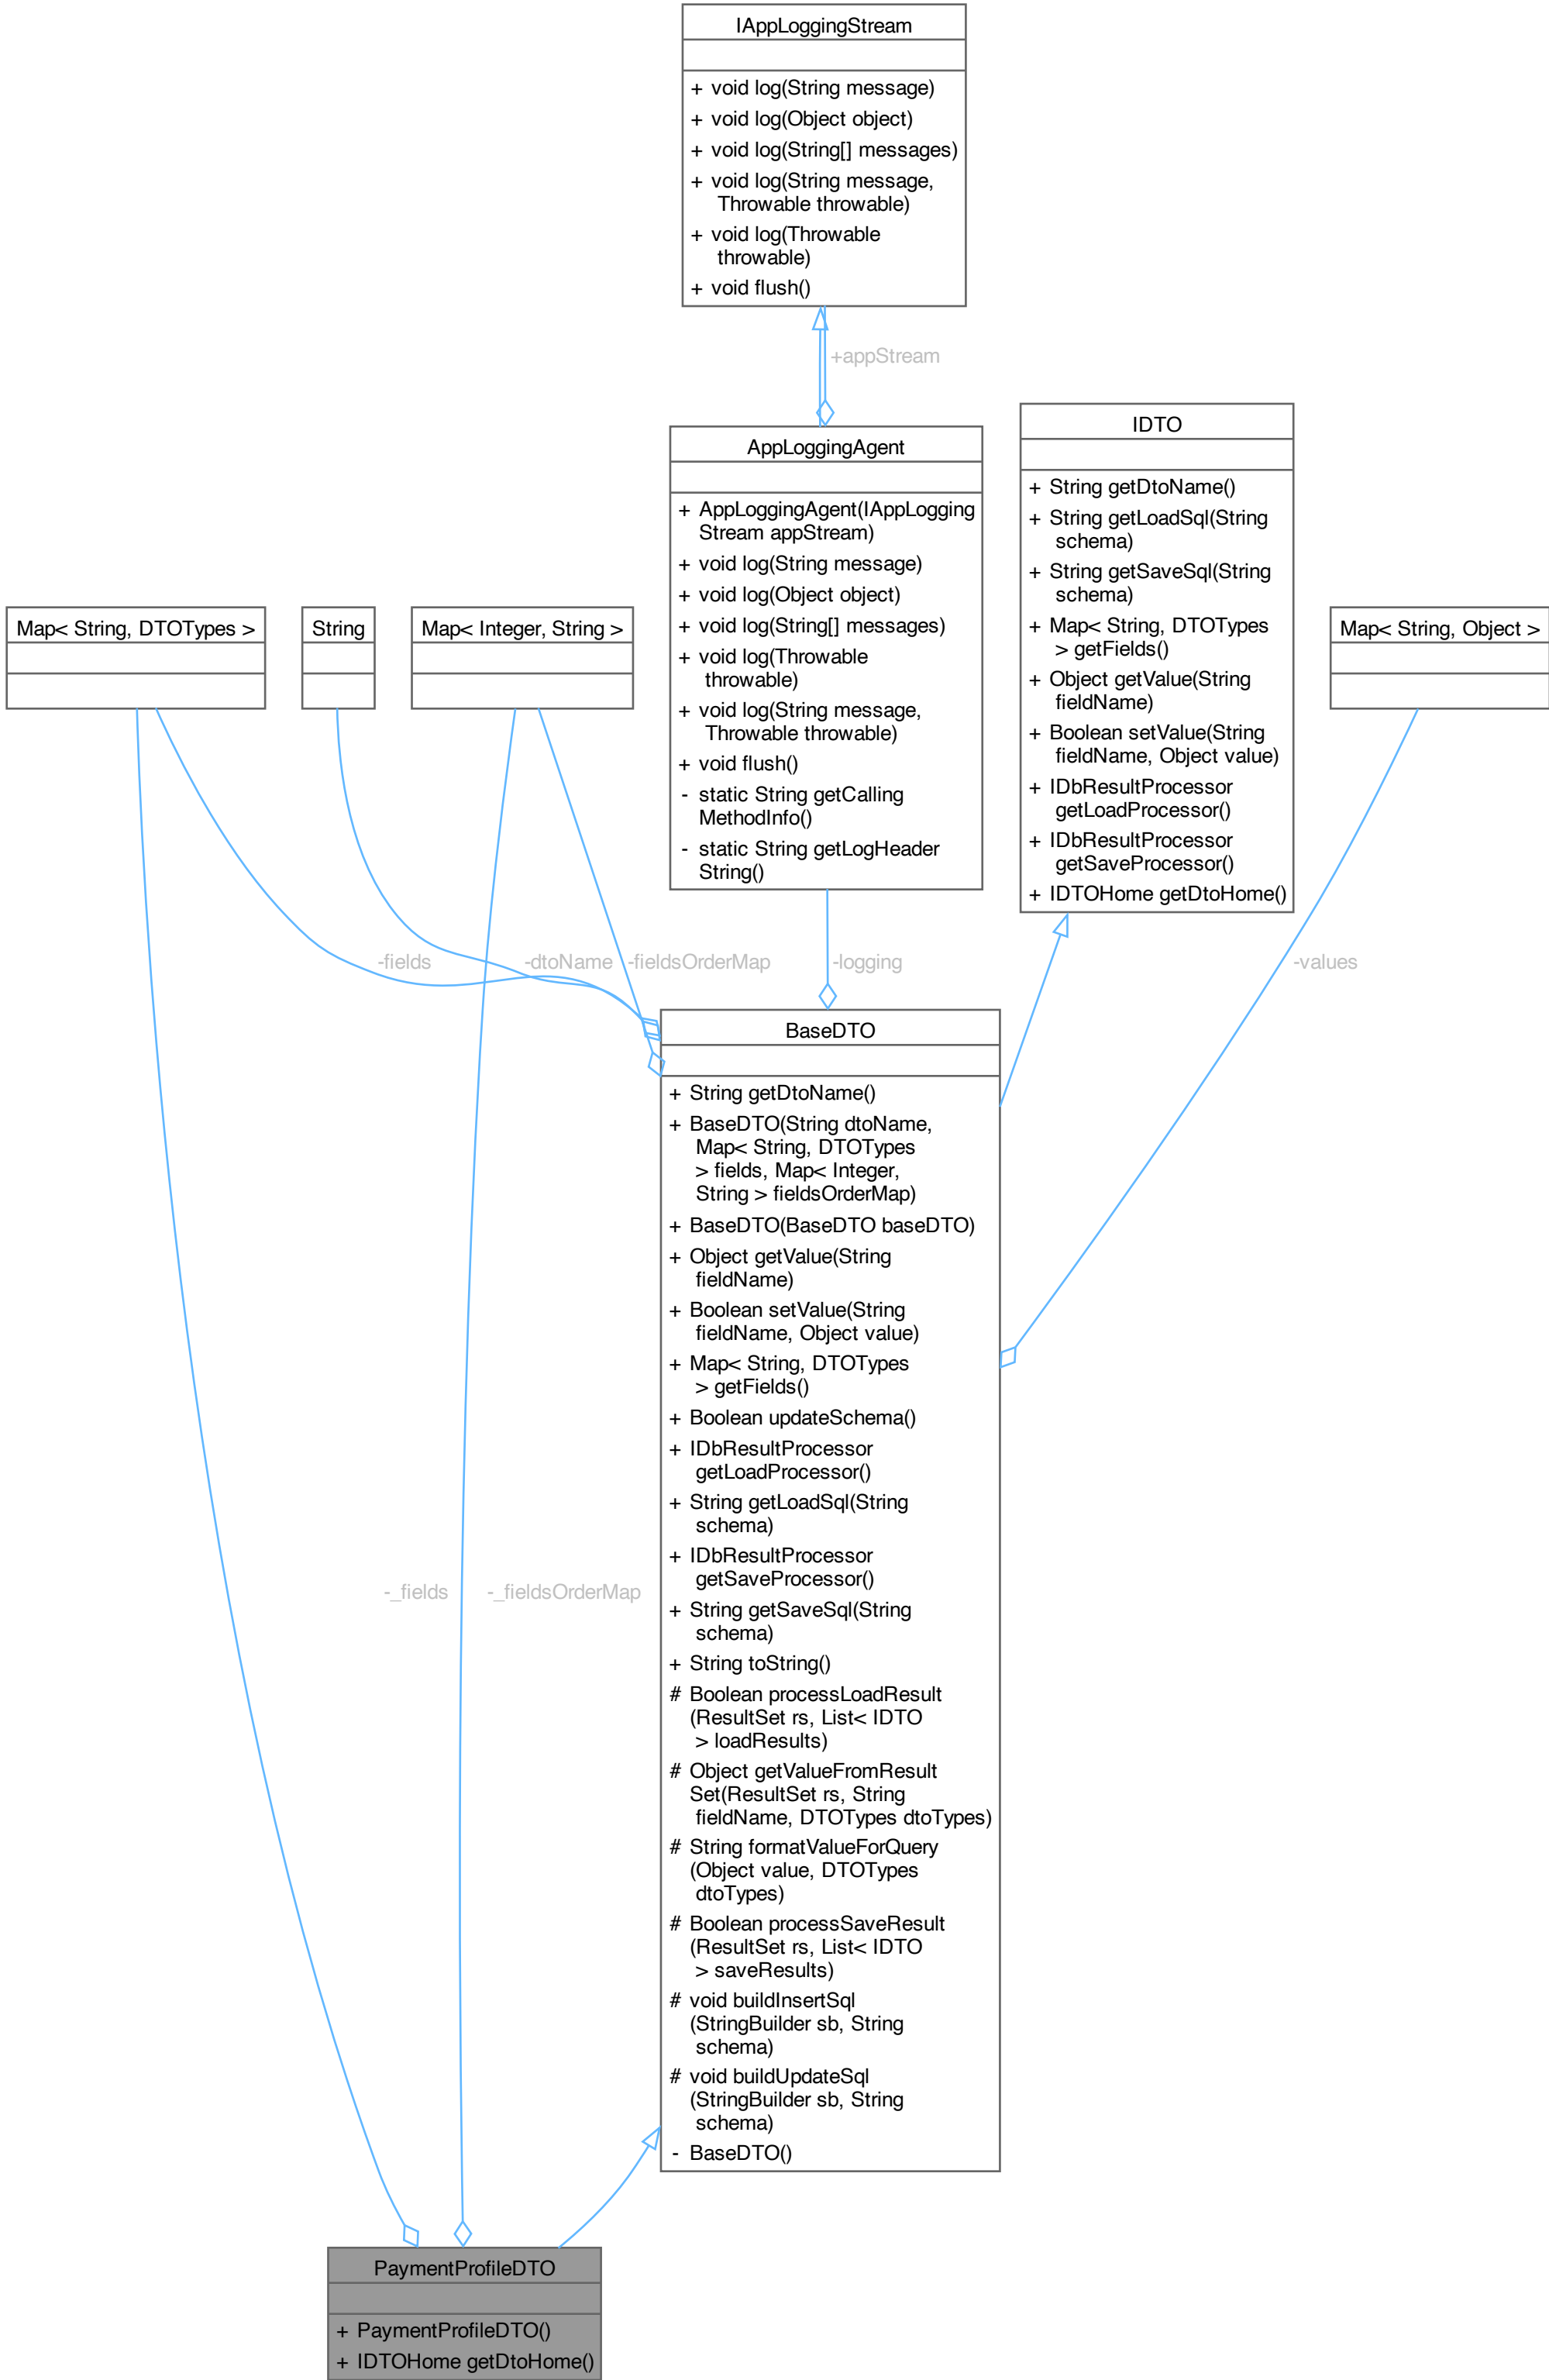 IAppLoggingStream
+ void log(String message)
+ void log(Object object)
+ void log(String[] messages)
+ void log(String message,
Throwable throwable)
+ void log(Throwable
throwable)
+ void flush()
+appStream
AppLoggingAgent
+ AppLoggingAgent(IAppLogging
Stream appStream)
+ void log(String message)
+ void log(Object object)
+ void log(String[] messages)
+ void log(Throwable
throwable)
+ void log(String message,
Throwable throwable)
+ void flush()
- static String getCalling
MethodInfo()
- static String getLogHeader
String()
IDTO
+ String getDtoName()
+ String getLoadSql(String
schema)
+ String getSaveSql(String
schema)
+ Map< String, DTOTypes
> getFields()
+ Object getValue(String
fieldName)
+ Boolean setValue(String
fieldName, Object value)
+ IDbResultProcessor
getLoadProcessor()
+ IDbResultProcessor
getSaveProcessor()
+ IDTOHome getDtoHome()
Map< String, DTOTypes >
String
Map< Integer, String >
Map< String, Object >
-fields
-dtoName
-fieldsOrderMap
-logging
-values
BaseDTO
+ String getDtoName()
+ BaseDTO(String dtoName,
Map< String, DTOTypes
> fields, Map< Integer,
String > fieldsOrderMap)
+ BaseDTO(BaseDTO baseDTO)
+ Object getValue(String
fieldName)
+ Boolean setValue(String
fieldName, Object value)
+ Map< String, DTOTypes
> getFields()
+ Boolean updateSchema()
+ IDbResultProcessor
getLoadProcessor()
+ String getLoadSql(String
schema)
+ IDbResultProcessor
getSaveProcessor()
+ String getSaveSql(String
schema)
+ String toString()
# Boolean processLoadResult
(ResultSet rs, List< IDTO
> loadResults)
# Object getValueFromResult
Set(ResultSet rs, String
fieldName, DTOTypes dtoTypes)
# String formatValueForQuery
(Object value, DTOTypes
dtoTypes)
# Boolean processSaveResult
(ResultSet rs, List< IDTO
> saveResults)
# void buildInsertSql
(StringBuilder sb, String
schema)
# void buildUpdateSql
(StringBuilder sb, String
schema)
- BaseDTO()
-_fields
-_fieldsOrderMap
PaymentProfileDTO
+ PaymentProfileDTO()
+ IDTOHome getDtoHome()